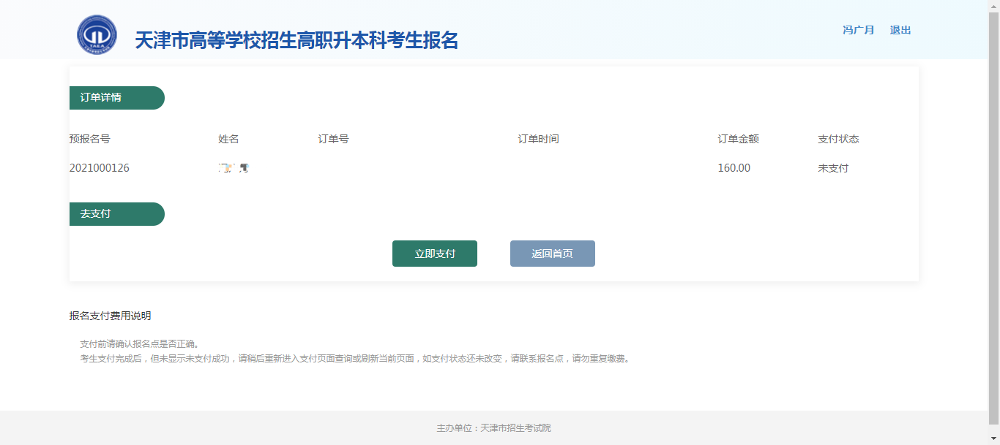 天津市高等学校招生高职升本科考生报名
冯广月 退出
TAEA
订单详情
预报名号 姓名 订单号 订单时间 订单金额 支付状态
2021000126 160.00 未支付
去支付
立即支付 返回首页
报名支付费用说明
支付前请确认报名点是否正确。
考生支付完成后，但未显示未支付成功，请稍后重新进入支付页面查询或刷新当前页面，如支付状态还未改变，请联系报名点，请勿重复缴费。
主办单位：天津市招生考试院